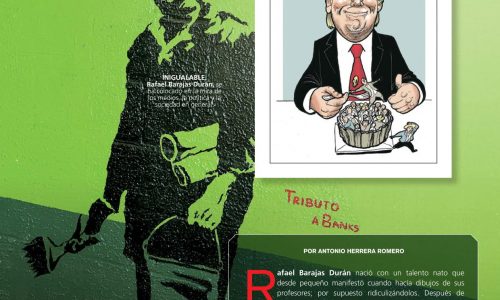 INIGUALABLE.
Rafael Barajas Durán, se
ha colocado en la mira de
los medios, la política y la
sociedad en general.
TRIBUTO
A BANKS
POR ANTONIO HERRERA ROMERO
Rafael Barajas Durán nació con un talento nato que
desde pequeño manifestó cuando hacía dibujos de sus
profesores; por supuesto ridiculizándolos. Después de